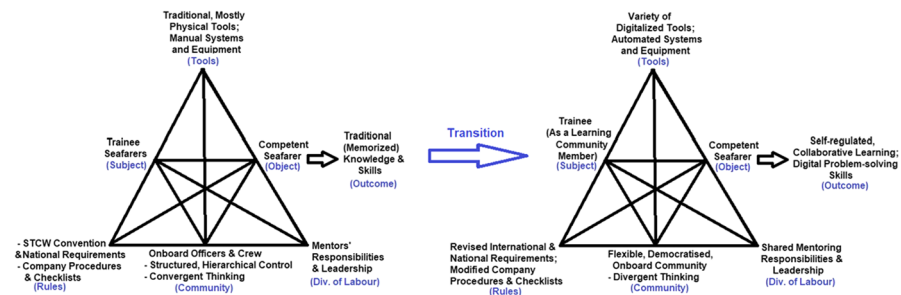 Traditional, Mostly
Physical Tools;
Manual Systems
and Equipment
(Tools)
Trainee
Seafarers
(Subject)
Competent
Seafarer
(Object)
Traditional
(Memorized)
Knowledge &
Skills
(Outcome)
- STCW Convention
&National Requirements
- Company Procedures
& Checklists
(Rules)
Onboard Officers & Crew
- Structured, Hierarchical Control
- Convergent Thinking
(Community)
Mentors'
Responsibilities
& Leadership
(Div. of Labour)
Transition
Variety of
Digitalized Tools;
Automated Systems
and Equipment
(Tools)
Trainee
(As a Learning
Community
Member)
(Subject)
Competent
Seafarer
(Object)
Self-regulated,
Collaborative Learning;
Digital Problem-solving
Skills
(Outcome)
Revised International &
National Requirements;
Modified Company
Procedures & Checklists
(Rules)
Flexible, Democratised,
Onboard Community
- Divergent Thinking
(Community)
Shared Mentoring
Responsibilities &
Leadership
(Div. of Labour)